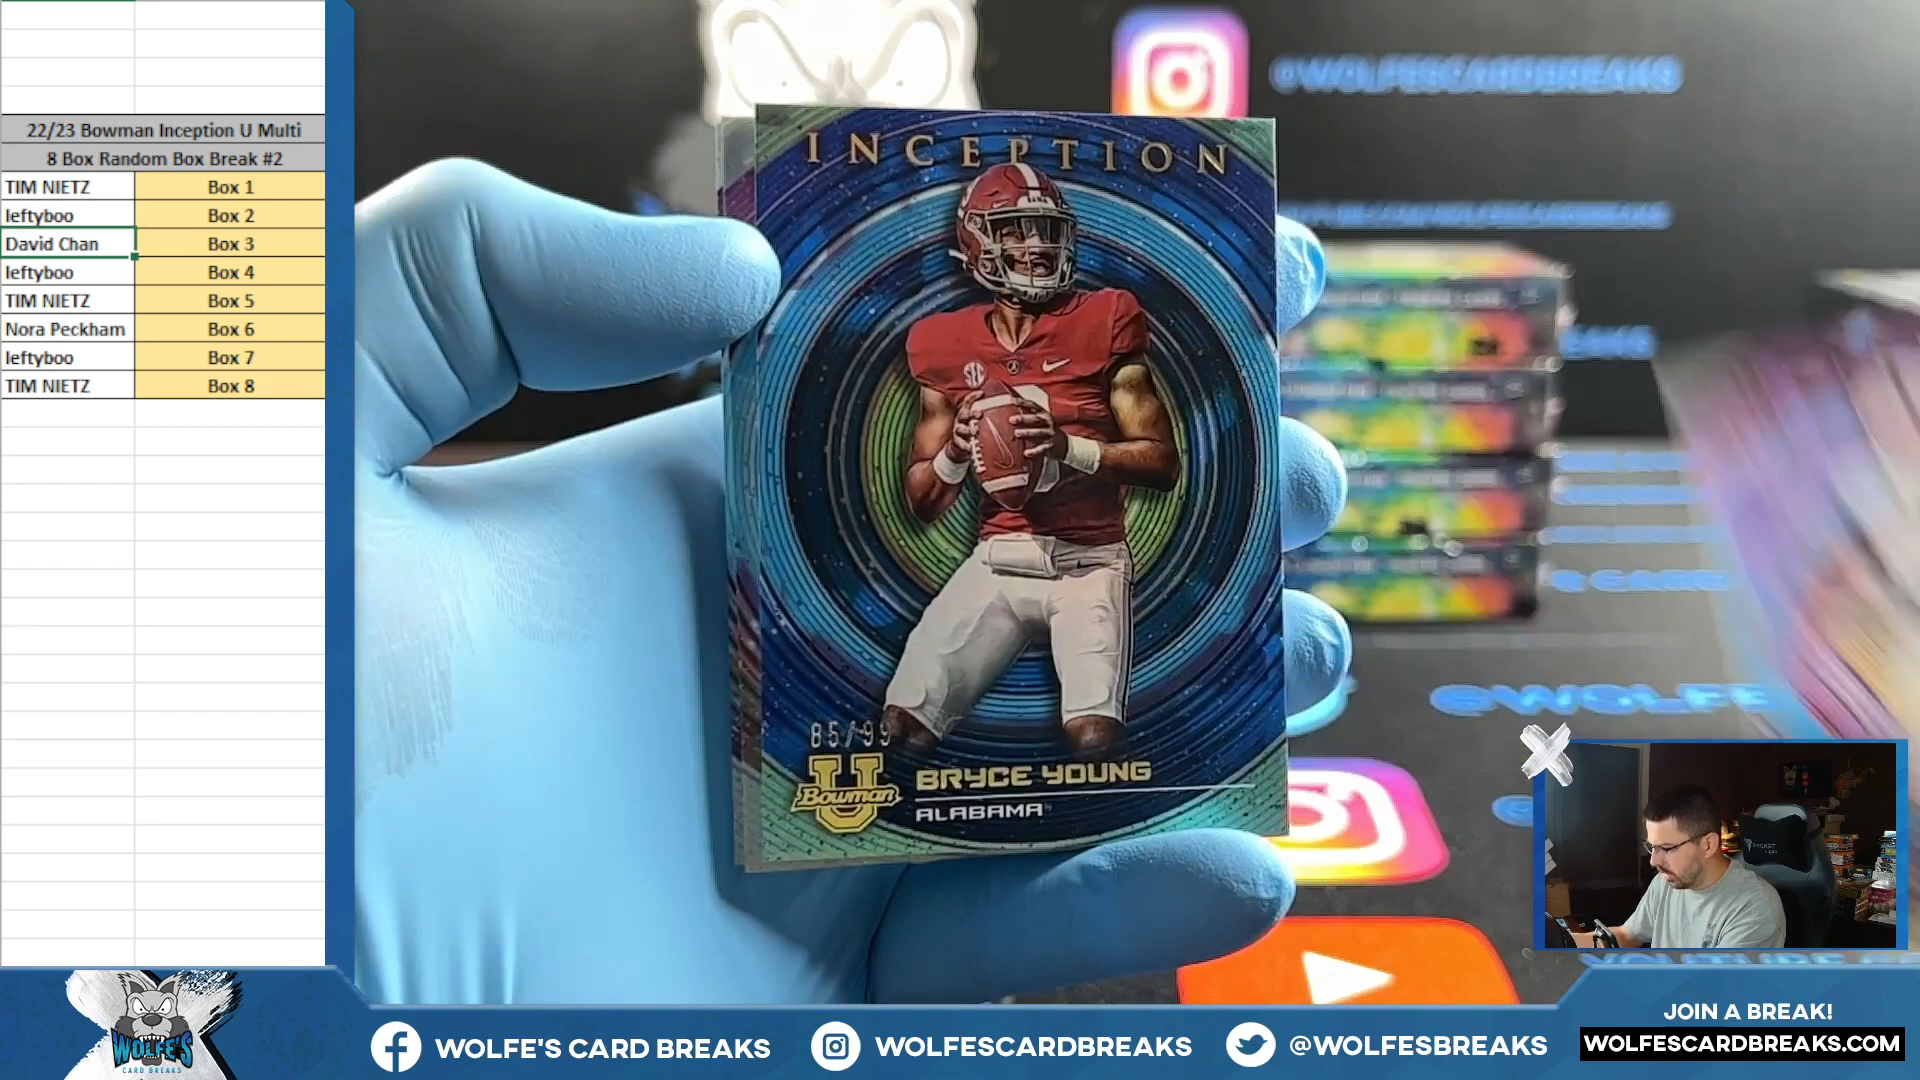 22/23 Bowman Inception U Multi
8 Box Random Box Break #2
TIM NIETZ Box 1
leftyboo Box 2
David Chan Box 3
leftyboo Box 4
TIM NIETZ Box 5
Nora Peckham Box 6
leftyboo Box 7
TIM NIETZ Box 8
@WOLFESCARDBREAKS
INCEPTION
SEC
85/99
U
Bowman
BRYCE YOUNG
ALABAMA
@WOLFE
WOLFE'S
CARD BREAKS
WOLFE'S CARD BREAKS
WOLFESCARDBREAKS
@WOLFESBREAKS
JOIN A BREAK!
WOLFESCARDBREAKS.COM